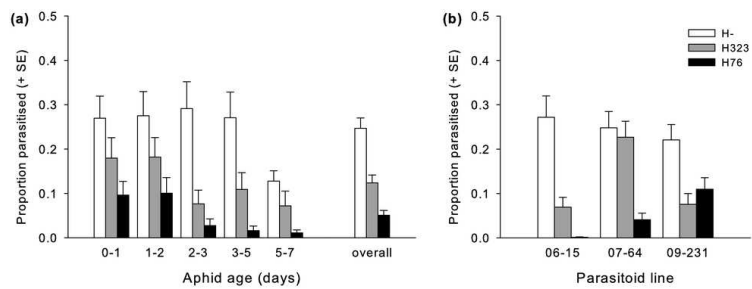 (a)
Proportion parasitised (+ SE)
0.5
0.4
0.3
0.2
0.1
0.0
0-1 1-2 2-3 3-5 5-7 overall
Aphid age (days)
(b)
Proportion parasitised (+ SE)
0.5
0.4
0.3
0.2
0.1
0.0
H-
H323
H76
06-15 07-64 09-231
Parasitoid line